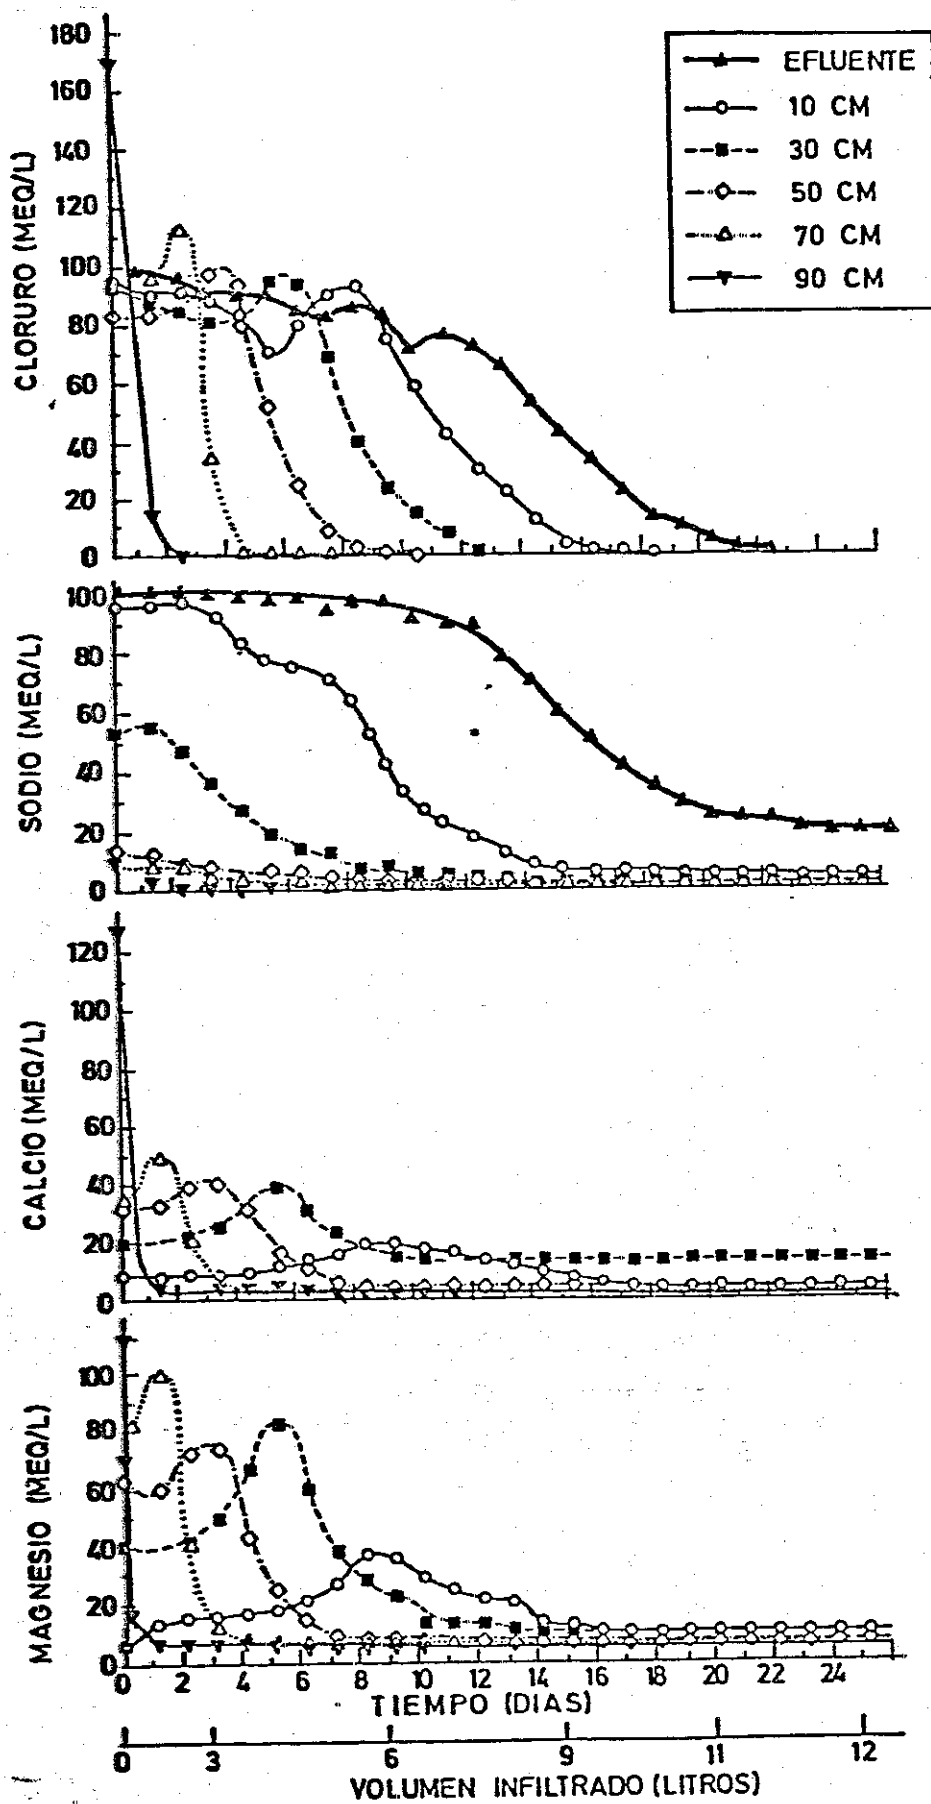 180
160
140
120
100
80
60
40
20
0
CLORURO (MEQ/L)
EFLUENTE
10 CM
30 CM
50 CM
70 CM
90 CM
100
80
60
40
20
0
SODIO (MEQ/L)
120
100
80
60
40
20
0
CALCIO (MEQ/L)
100
80
60
40
20
0
MAGNESIO (MEQ/L)
0 2 4 6 8 10 12 14 16 18 20 22 24
TIEMPO (DIAS)
0 3 6 9 11 12
VOLUMEN INFILTRADO (LITROS)